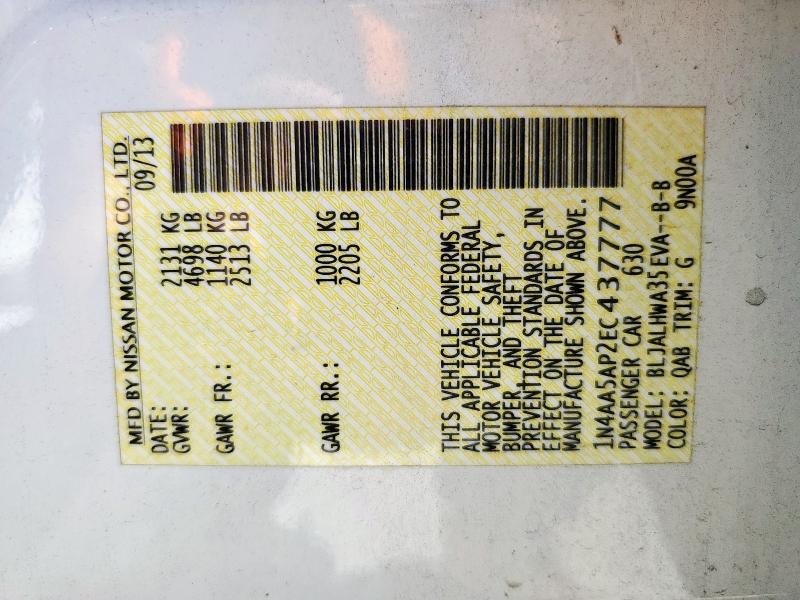 MFD BY NISSAN MOTOR CO., LTD.
DATE: 09/13
GVWR: 2131 KG
4698 LB
GAWR FR.: 1140 KG
2513 LB
GAWR RR.: 1000 KG
2205 LB
THIS VEHICLE CONFORMS TO
ALL APPLICABLE FEDERAL
MOTOR VEHICLE SAFETY,
BUMPER, AND THEFT
PREVENTION STANDARDS IN
EFFECT ON THE DATE OF
MANUFACTURE SHOWN ABOVE.
1N4AA5AP2EC437777
PASSENGER CAR 630
MODEL: BLJALHWA35EVA--B-B
COLOR: QAB TRIM: G 9N00A